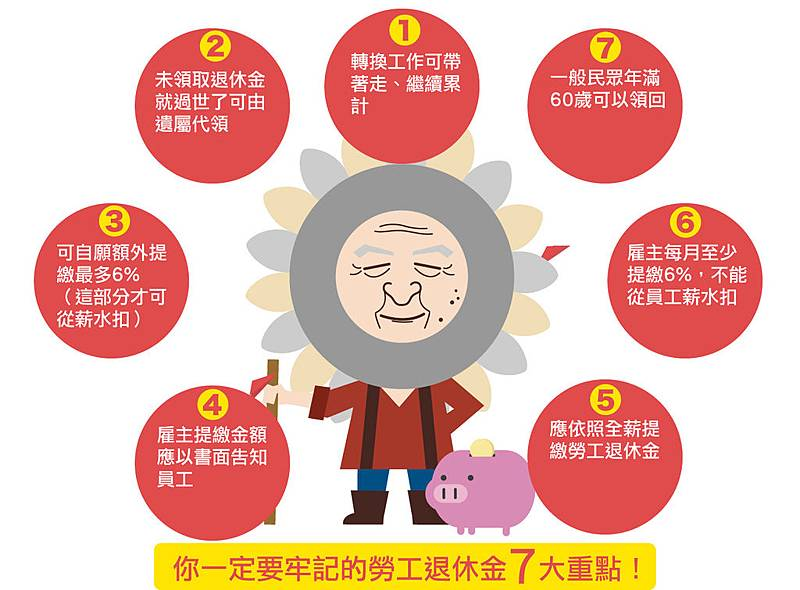 1
轉換工作可帶
著走、繼續累
計
2
未領取退休金
就過世了可由
遺屬代領
3
可自願額外提
繳最多6%
（這部分才可
從薪水扣）
4
雇主提繳金額
應以書面告知
員工
5
應依照全薪提
繳勞工退休金
6
雇主每月至少
提繳6%，不能
從員工薪水扣
7
一般民眾年滿
60歲可以領回
你一定要牢記的勞工退休金7大重點！